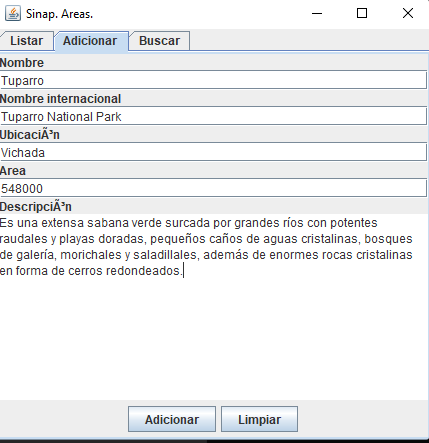 Sinap. Areas.
Listar Adicionar Buscar
Nombre
Tuparro
Nombre internacional
Tuparro National Park
UbicaciÃ³n
Vichada
Area
548000
DescripciÃ³n
Es una extensa sabana verde surcada por grandes ríos con potentes
raudales y playas doradas, pequeños caños de aguas cristalinas, bosques
de galería, morichales y saladillales, además de enormes rocas cristalinas
en forma de cerros redondeados.
Adicionar Limpiar